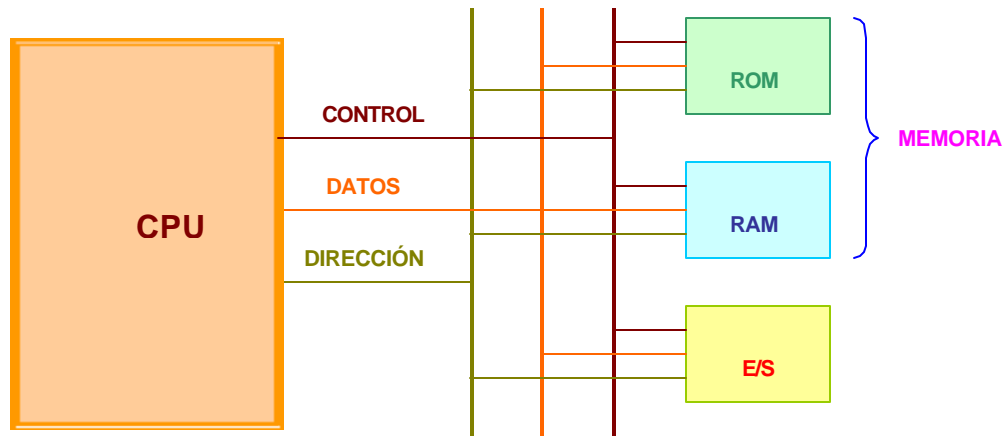 ROM
CONTROL
MEMORIA
DATOS
CPU
RAM
DIRECCIÓN
E/S